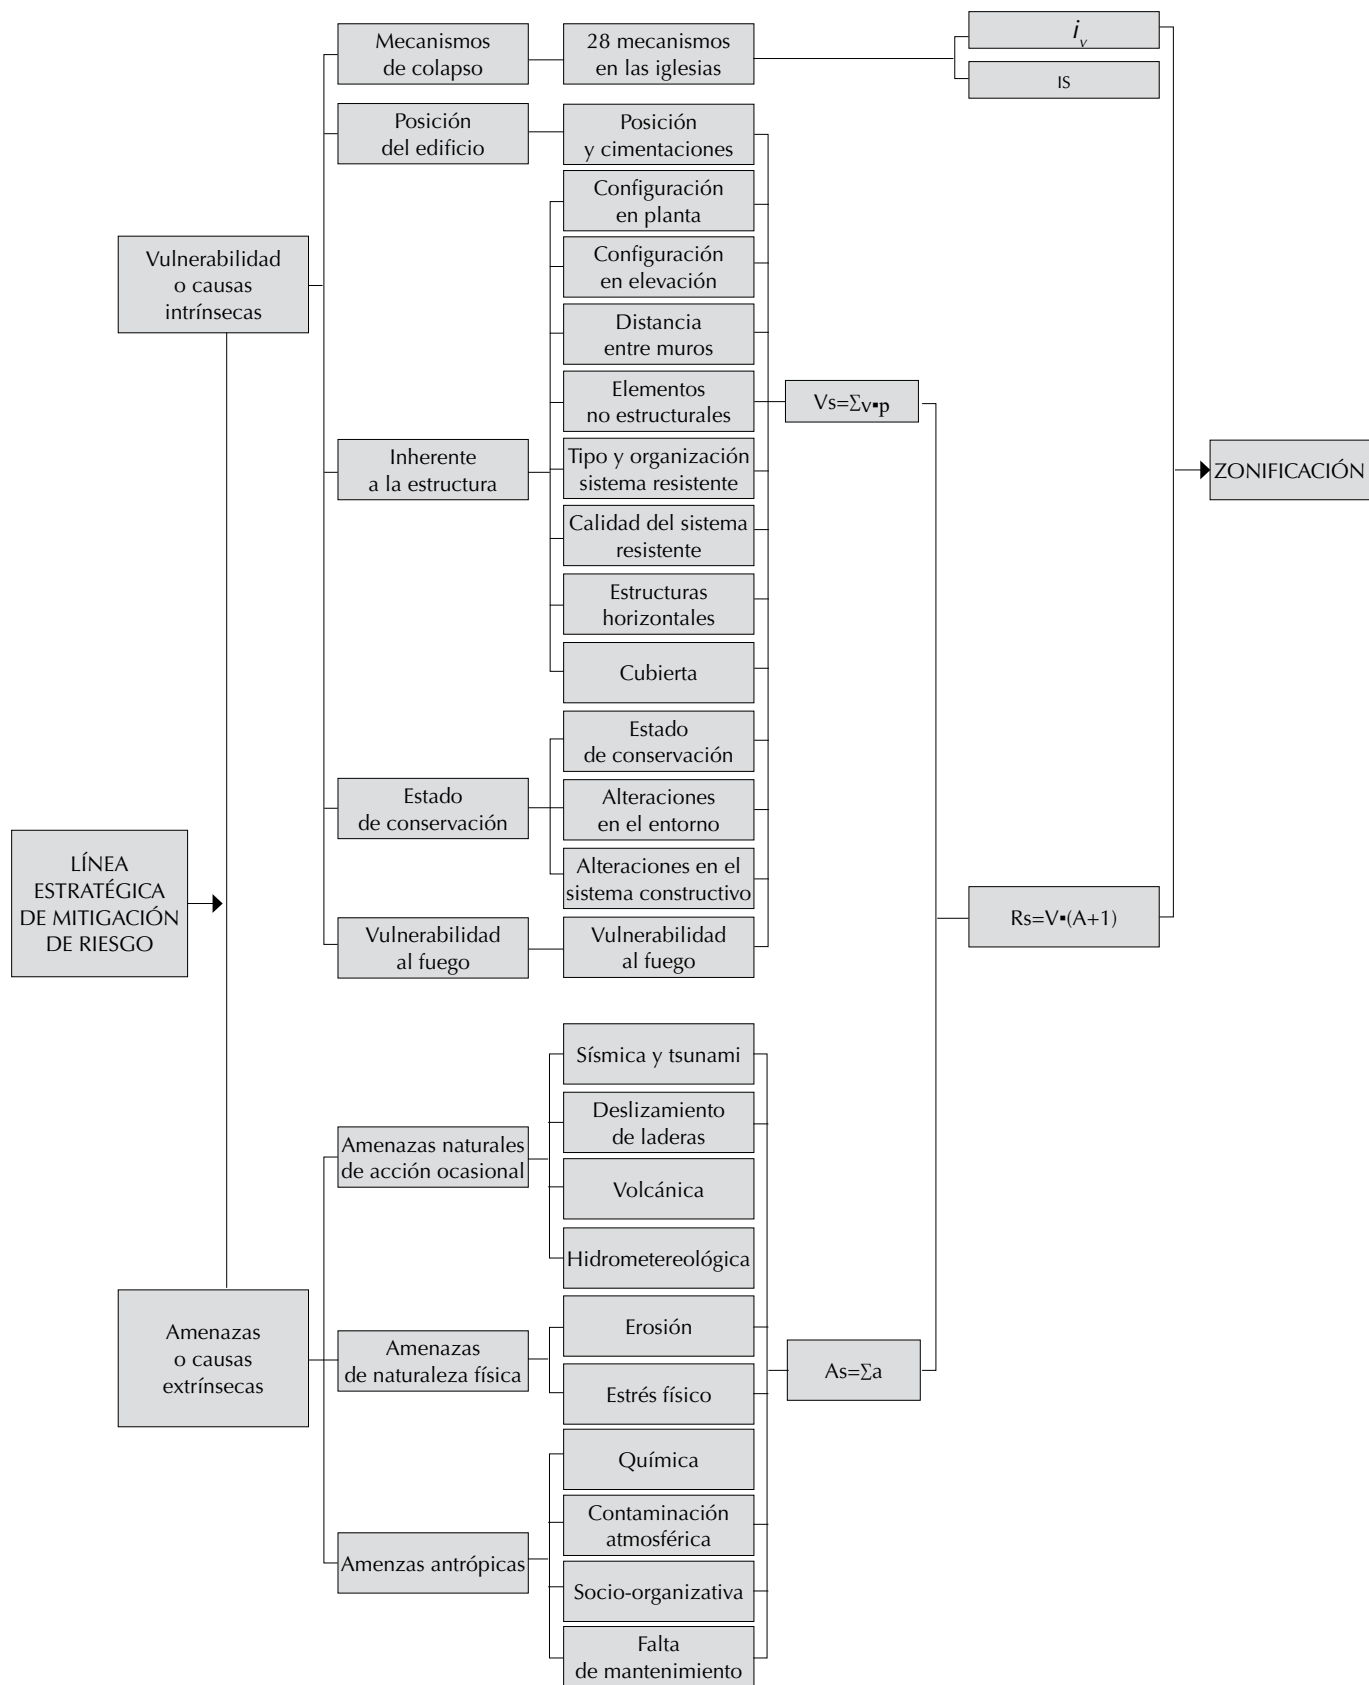 Mecanismos
de colapso
28 mecanismos
en las iglesias
i_v
IS
Posición
del edificio
Posición
y cimentaciones
Configuración
en planta
Vulnerabilidad
o causas
intrínsecas
Configuración
en elevación
Distancia
entre muros
Elementos
no estructurales
Vs=∑v▪p
Inherente
a la estructura
Tipo y organización
sistema resistente
ZONIFICACIÓN
Calidad del sistema
resistente
Estructuras
horizontales
Cubierta
Estado
de conservación
Estado
de conservación
Alteraciones
en el entorno
Alteraciones en el
sistema constructivo
LÍNEA
ESTRATÉGICA
DE MITIGACIÓN
DE RIESGO
Rs=V▪(A+1)
Vulnerabilidad
al fuego
Vulnerabilidad
al fuego
Sísmica y tsunami
Amenazas naturales
de acción ocasional
Deslizamiento
de laderas
Volcánica
Hidrometereológica
Amenazas
o causas
extrínsecas
Amenazas
de naturaleza física
Erosión
Estrés físico
As=∑a
Química
Contaminación
atmosférica
Amenzas antrópicas
Socio-organizativa
Falta
de mantenimiento